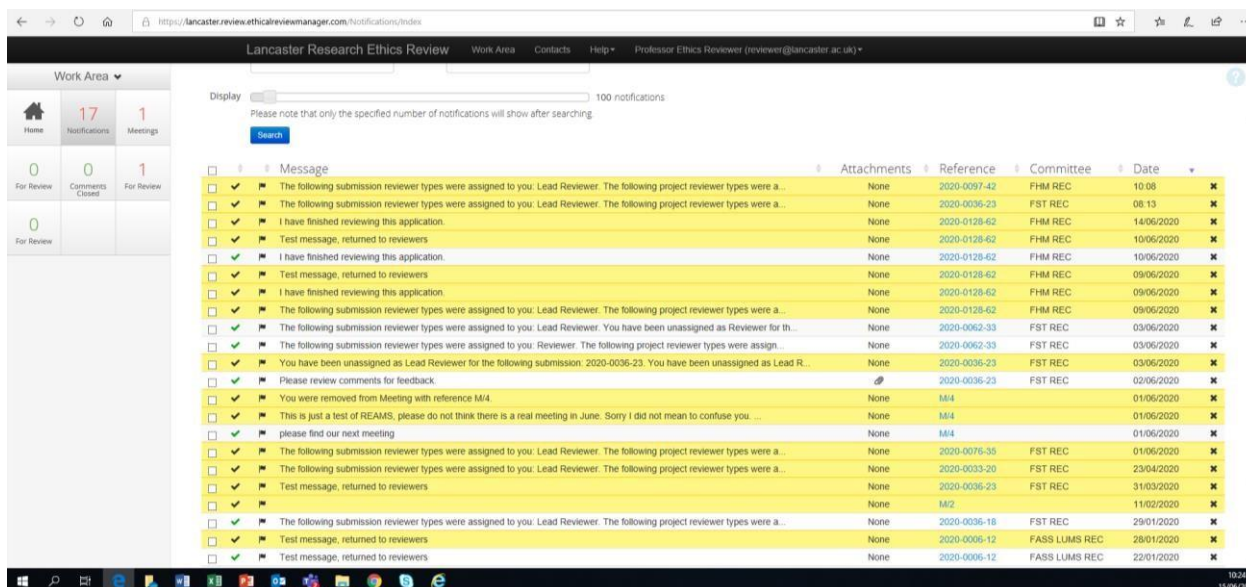 https://lancaster.review.ethicalreviewmanager.com/Notifications/Index
Lancaster Research Ethics Review Work Area Contacts Help Professor Ethics Reviewer (reviewer@lancaster.ac.uk)
Work Area
Home
17 Notifications
1 Meetings
0 For Review
0 Comments Closed
1 For Review
0 For Review
Display 100 notifications
Please note that only the specified number of notifications will show after searching.
Search
Message Attachments Reference Committee Date
The following submission reviewer types were assigned to you: Lead Reviewer. The following project reviewer types were a... None 2020-0097-42 FHM REC 10:08
The following submission reviewer types were assigned to you: Lead Reviewer. The following project reviewer types were a... None 2020-0036-23 FST REC 08:13
I have finished reviewing this application. None 2020-0128-62 FHM REC 14/06/2020
Test message, returned to reviewers None 2020-0128-62 FHM REC 10/06/2020
I have finished reviewing this application. None 2020-0128-62 FHM REC 10/06/2020
Test message, returned to reviewers None 2020-0128-62 FHM REC 09/06/2020
I have finished reviewing this application. None 2020-0128-62 FHM REC 09/06/2020
The following submission reviewer types were assigned to you: Lead Reviewer. The following project reviewer types were a... None 2020-0128-62 FHM REC 09/06/2020
The following submission reviewer types were assigned to you: Lead Reviewer. You have been unassigned as Reviewer for th... None 2020-0062-33 FST REC 03/06/2020
The following submission reviewer types were assigned to you: Reviewer. The following project reviewer types were assign... None 2020-0062-33 FST REC 03/06/2020
You have been unassigned as Lead Reviewer for the following submission: 2020-0036-23. You have been unassigned as Lead R... None 2020-0036-23 FST REC 03/06/2020
Please review comments for feedback. 2020-0036-23 FST REC 02/06/2020
You were removed from Meeting with reference M/4. None M/4 01/06/2020
This is just a test of REAMS, please do not think there is a real meeting in June. Sorry I did not mean to confuse you. ... None M/4 01/06/2020
please find our next meeting None M/4 01/06/2020
The following submission reviewer types were assigned to you: Lead Reviewer. The following project reviewer types were a... None 2020-0076-35 FST REC 01/06/2020
The following submission reviewer types were assigned to you: Lead Reviewer. The following project reviewer types were a... None 2020-0033-20 FST REC 23/04/2020
Test message, returned to reviewers None 2020-0036-23 FST REC 31/03/2020
None M/2 11/02/2020
The following submission reviewer types were assigned to you: Lead Reviewer. The following project reviewer types were a... None 2020-0036-18 FST REC 29/01/2020
Test message, returned to reviewers None 2020-0006-12 FASS LUMS REC 28/01/2020
Test message, returned to reviewers None 2020-0006-12 FASS LUMS REC 22/01/2020
10:24